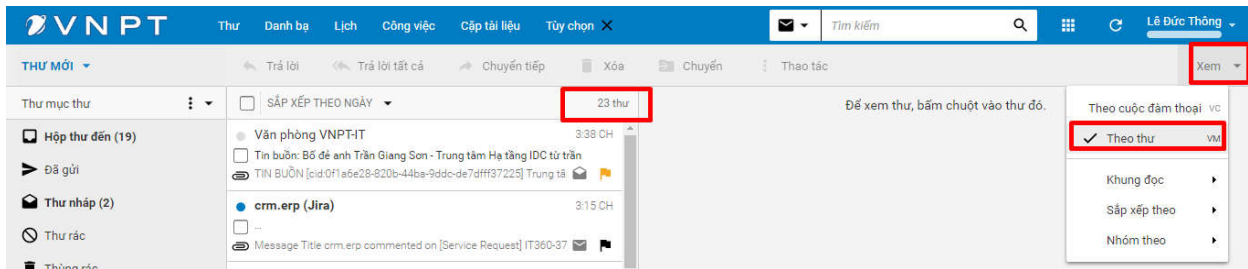 VNPT Thư Danh bạ Lịch Công việc Cặp tài liệu Tùy chọn Tìm kiếm Lê Đức Thông
THƯ MỚI Trả lời Trả lời tất cả Chuyển tiếp Xóa Chuyển Thao tác Xem
Thư mục thư SẮP XẾP THEO NGÀY 23 thư Để xem thư, bấm chuột vào thư đó. Theo cuộc đàm thoại VC
Hộp thư đến (19) Văn phòng VNPT-IT 3:38 CH Theo thư VM
Tin buồn: Bố đẻ anh Trần Giang Sơn - Trung tâm Hạ tầng IDC từ trần
Đã gửi TIN BUỒN [cid:0f1a6e28-820b-44ba-9ddc-de7dfff37225] Trung tâ Khung đọc
Thư nháp (2) crm.erp (Jira) 3:15 CH Sắp xếp theo
...
Thư rác Message Title crm.erp commented on [Service Request] IT360-37 Nhóm theo
Thùng rác